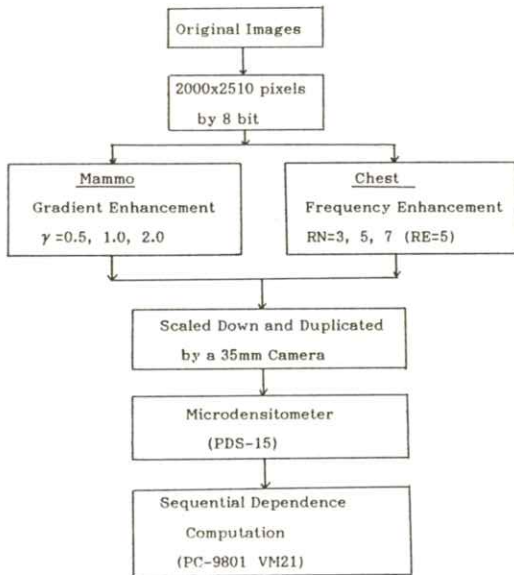 Original Images
2000x2510 pixels
by 8 bit
Mammo
Gradient Enhancement
γ=0.5, 1.0, 2.0
Chest
Frequency Enhancement
RN=3, 5, 7 (RE=5)
Scaled Down and Duplicated
by a 35mm Camera
Microdensitometer
(PDS-15)
Sequential Dependence
Computation
(PC-9801 VM21)